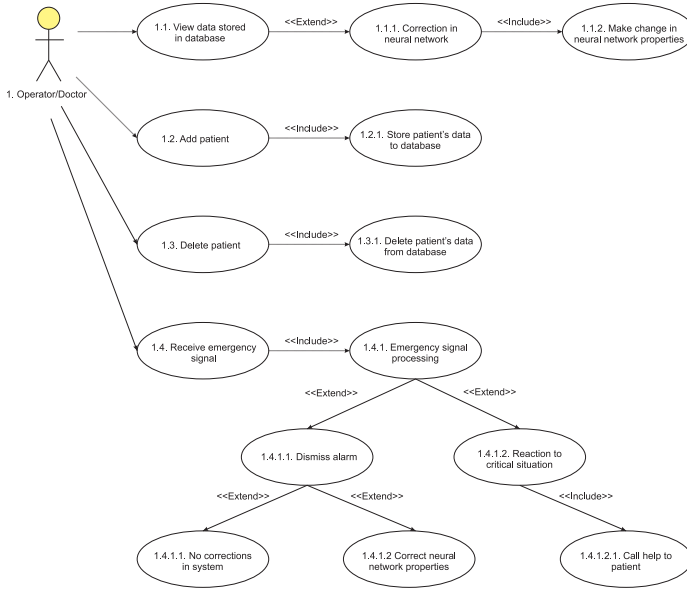 1. Operator/Doctor
1.1. View data stored
in database
<<Extend>>
1.1.1. Correction in
neural network
<<Include>>
1.1.2. Make change in
neural network properties
1.2. Add patient
<<Include>>
1.2.1. Store patient's data
to database
1.3. Delete patient
<<Include>>
1.3.1. Delete patient's data
from database
1.4. Receive emergency
signal
<<Include>>
1.4.1. Emergency signal
processing
<<Extend>>
<<Extend>>
1.4.1.1. Dismiss alarm
1.4.1.2. Reaction to
critical situation
<<Extend>>
<<Extend>>
<<Include>>
1.4.1.1. No corrections
in system
1.4.1.2 Correct neural
network properties
1.4.1.2.1. Call help to
patient